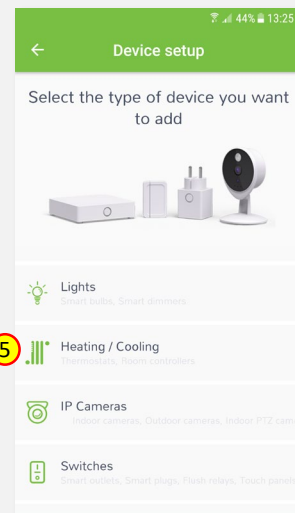 44% 13:25
Device setup
Select the type of device you want
to add
Lights
Smart bulbs, Smart dimmers
5
Heating / Cooling
Thermostats, Room controllers
IP Cameras
Indoor cameras, Outdoor cameras, Indoor PTZ cam
Switches
Smart outlets, Smart plugs, Flush relays, Touch panels